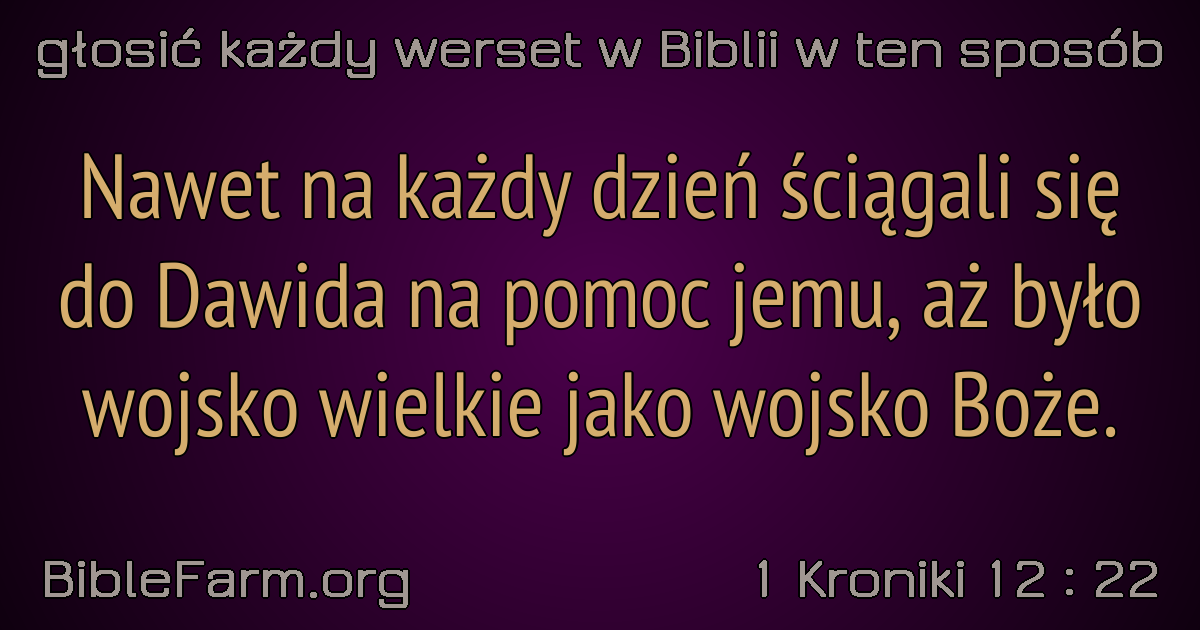 głosić każdy werset w Biblii w ten sposób
Nawet na każdy dzień ściągali się
do Dawida na pomoc jemu, aż było
wojsko wielkie jako wojsko Boże.
BibleFarm.org
1 Kroniki 12 : 22